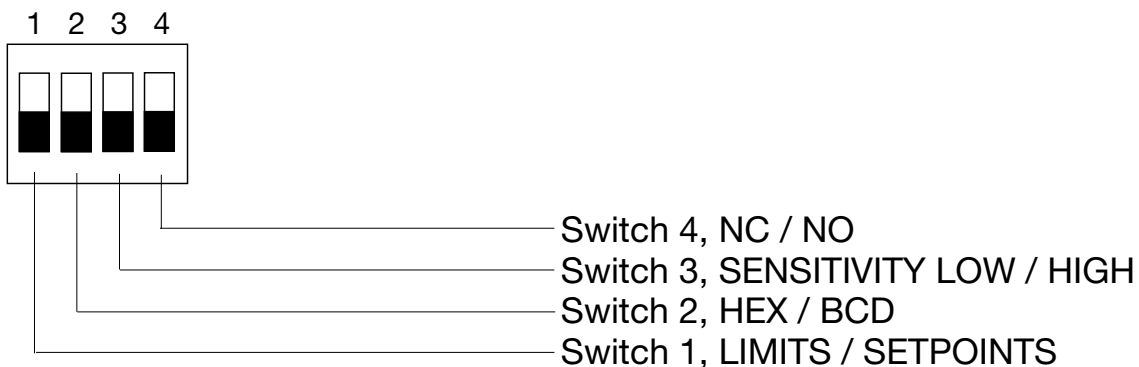 1 2 3 4
Switch 4, NC / NO
Switch 3, SENSITIVITY LOW / HIGH
Switch 2, HEX / BCD
Switch 1, LIMITS / SETPOINTS